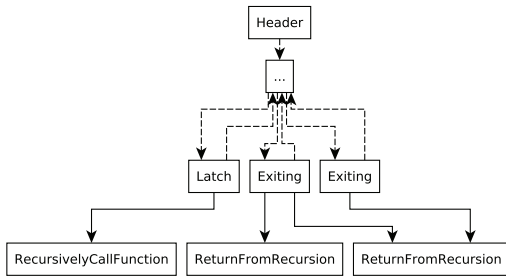 Header
...
Latch
Exiting
Exiting
RecursivelyCallFunction
ReturnFromRecursion
ReturnFromRecursion